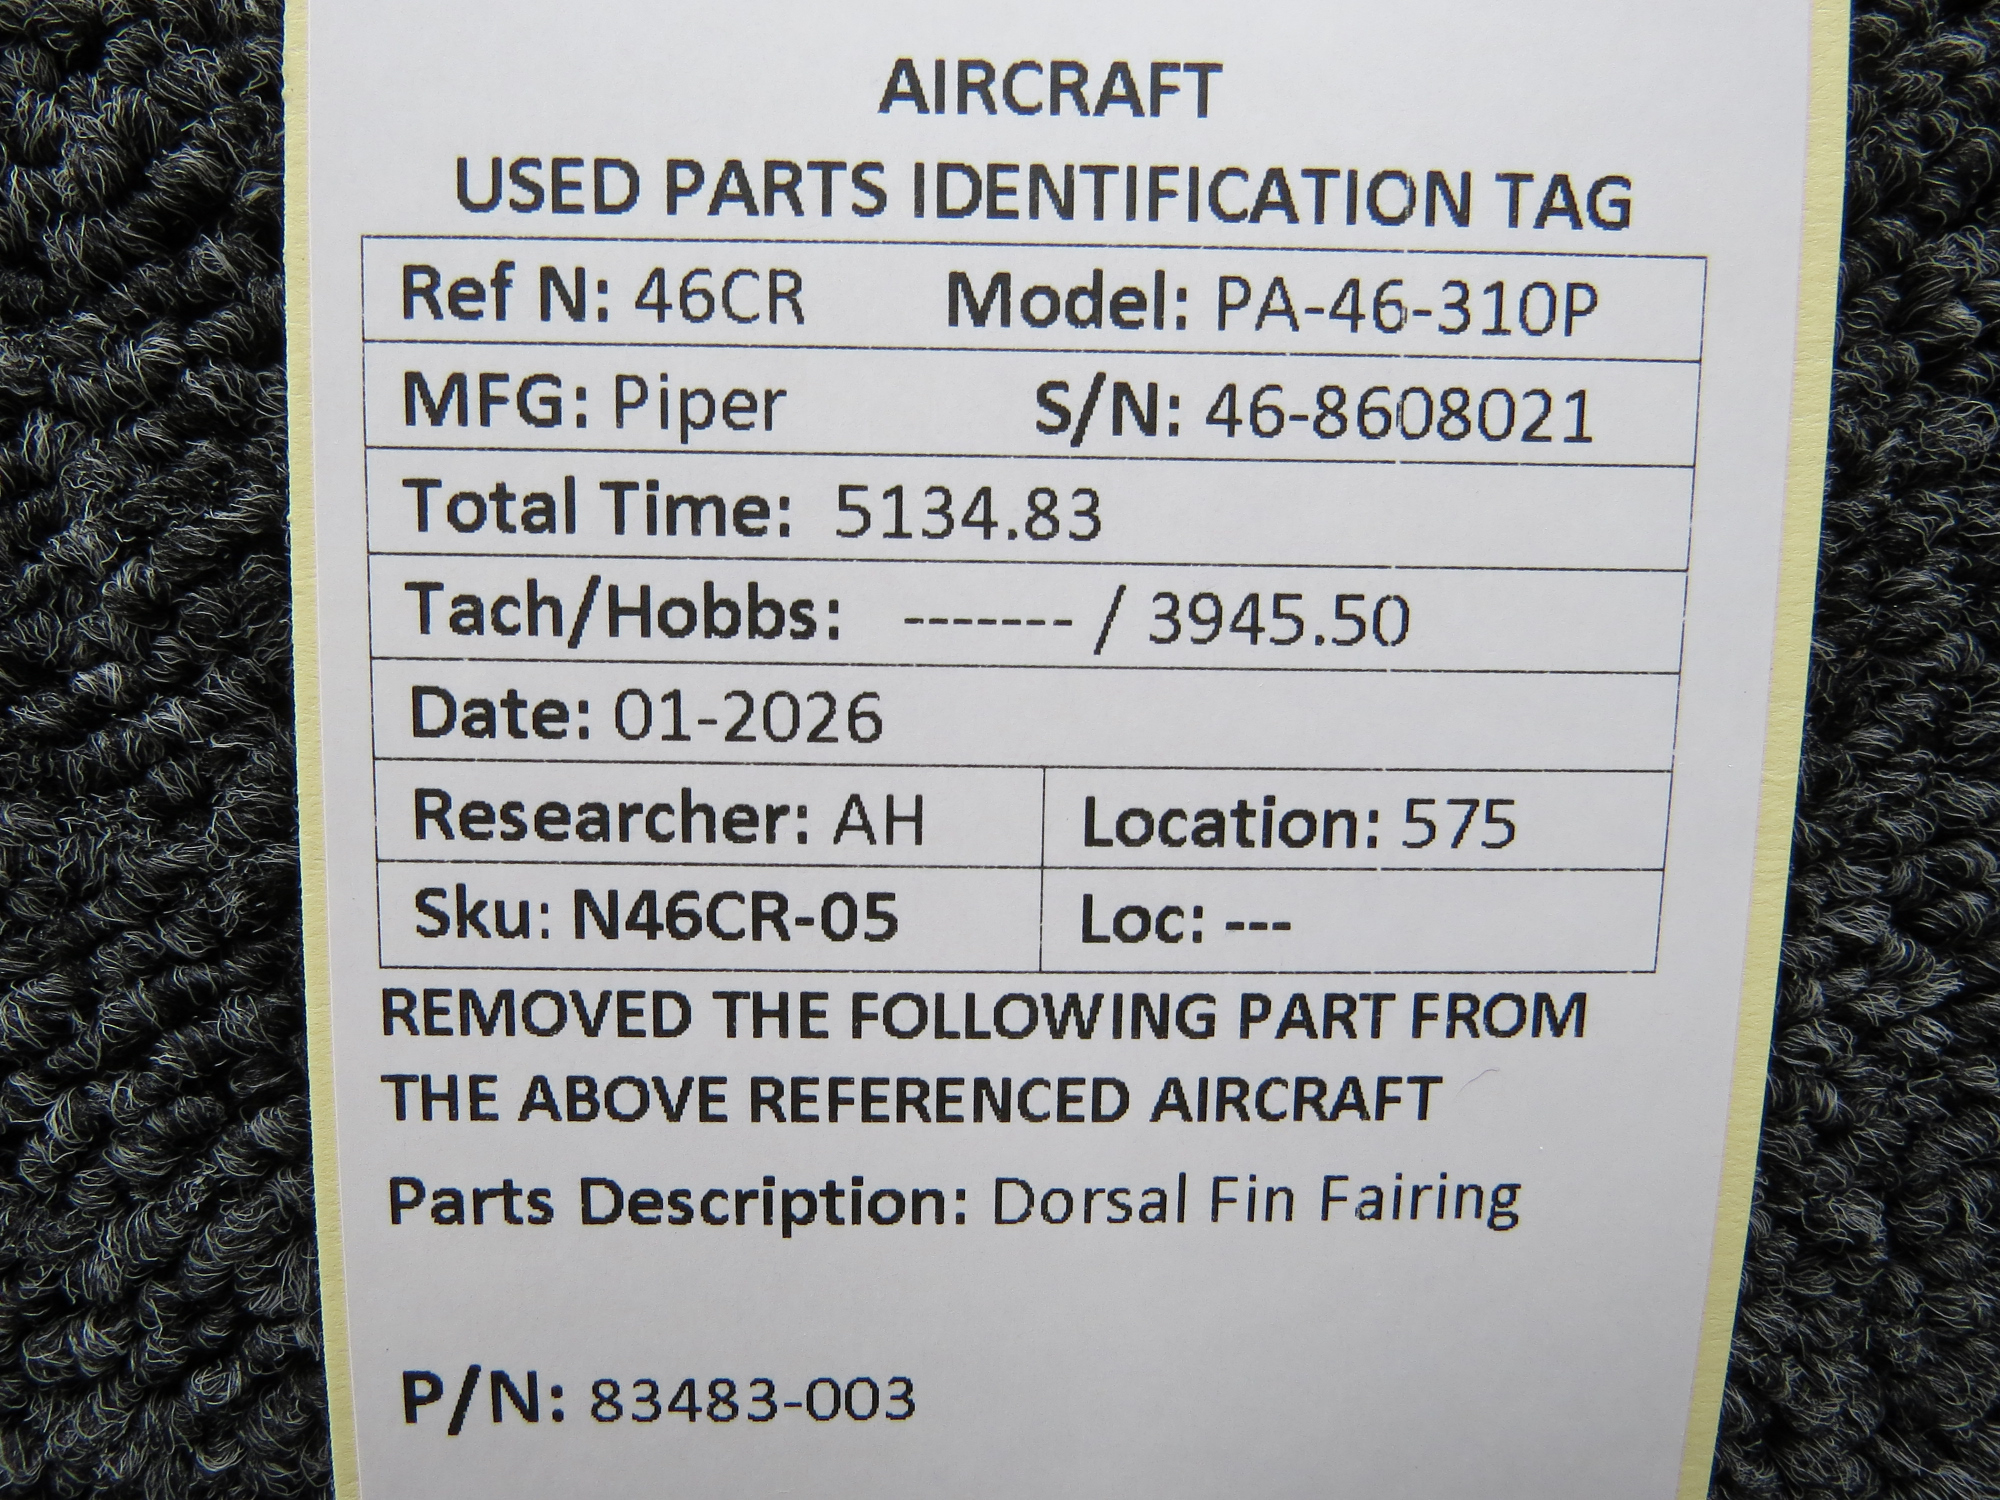 AIRCRAFT
USED PARTS IDENTIFICATION TAG
Ref N: 46CR Model: PA-46-310P
MFG: Piper S/N: 46-8608021
Total Time: 5134.83
Tach/Hobbs: ------- / 3945.50
Date: 01-2026
Researcher: AH Location: 575
Sku: N46CR-05 Loc: ---
REMOVED THE FOLLOWING PART FROM
THE ABOVE REFERENCED AIRCRAFT
Parts Description: Dorsal Fin Fairing
P/N: 83483-003